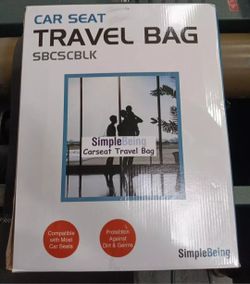 CAR SEAT
TRAVEL BAG
SBCSCBLK
SimpleBeing
Carseat Travel Bag
Compatible
with Most
Car Seats
Protection
Against
Dirt & Germs
SimpleBeing